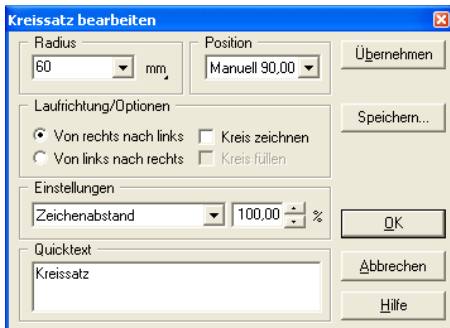 Kreissatz bearbeiten
Radius
60 mm
Position
Manuell 90,00
Übernehmen
Speichern...
Laufrichtung/Optionen
Von rechts nach links Kreis zeichnen
Von links nach rechts Kreis füllen
Einstellungen
Zeichenabstand 100,00 %
OK
Quicktext
Kreissatz
Abbrechen
Hilfe